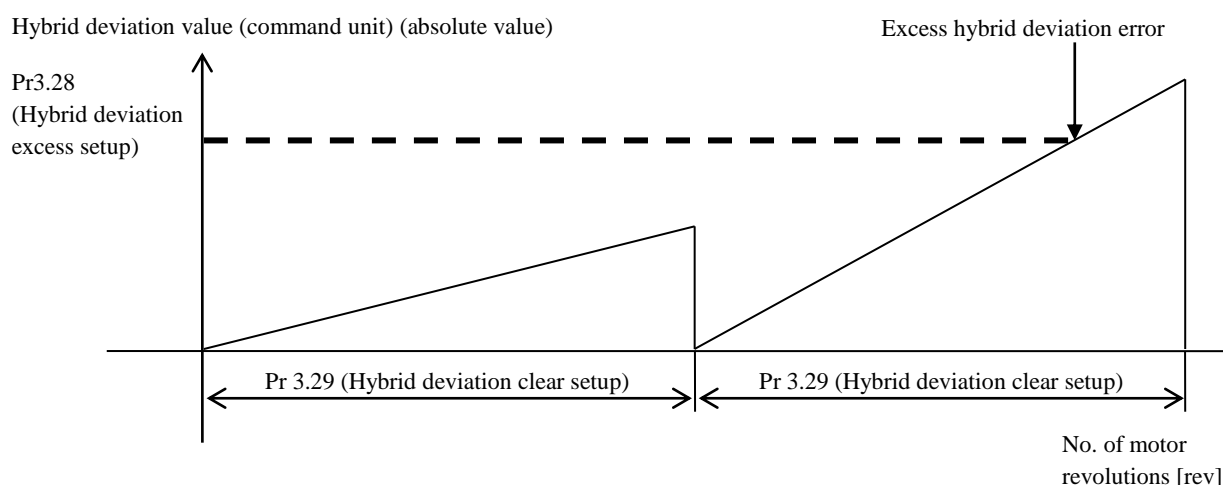 Hybrid deviation value (command unit) (absolute value)
Excess hybrid deviation error
Pr3.28
(Hybrid deviation
excess setup)
Pr 3.29 (Hybrid deviation clear setup)
Pr 3.29 (Hybrid deviation clear setup)
No. of motor
revolutions [rev]